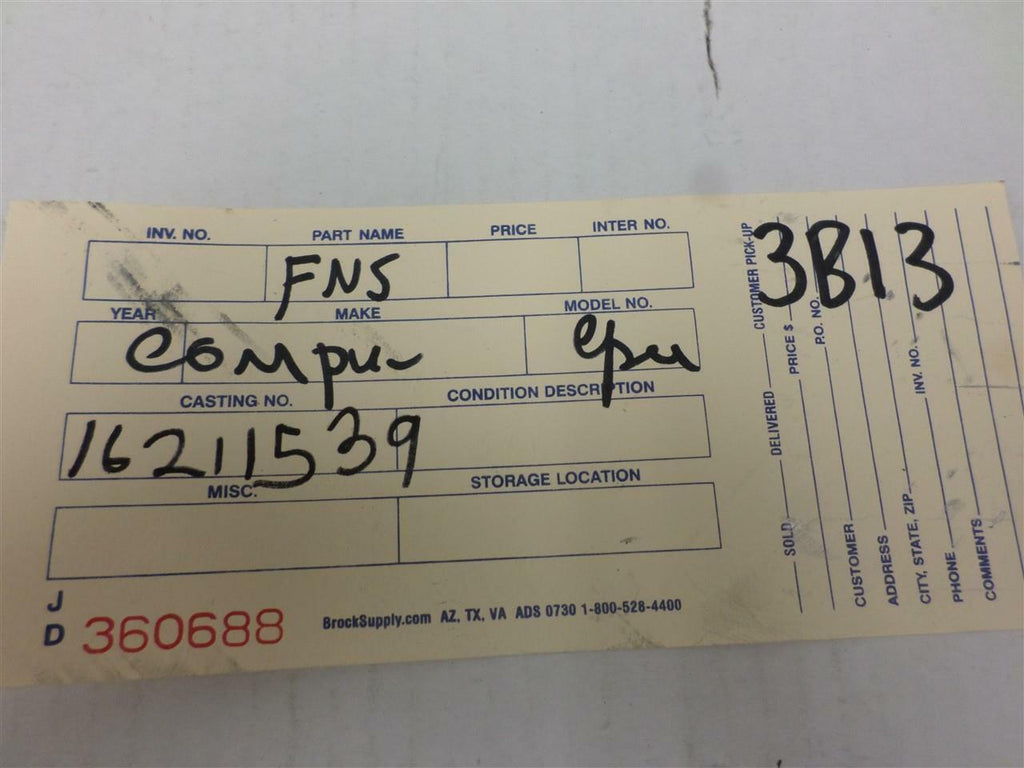 INV. NO. PART NAME PRICE INTER NO.
FNS
YEAR MAKE MODEL NO.
Compu cpu
CASTING NO. CONDITION DESCRIPTION
16211539
MISC. STORAGE LOCATION
J D 360688
BrockSupply.com AZ, TX, VA ADS 0730 1-800-528-4400
3B13
SOLD DELIVERED CUSTOMER PICK-UP
PRICE $ P.O. NO.
CUSTOMER
ADDRESS
CITY, STATE, ZIP INV. NO.
PHONE
COMMENTS